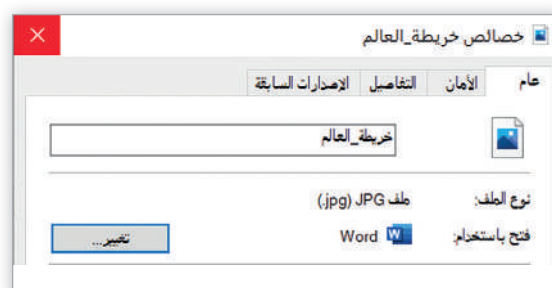 خصائص خريطة_العالم
عام الأمان التفاصيل الإصدارات السابقة
خريطة_العالم
نوع الملف: ملف JPG (.jpg)
فتح باستخدام: Word تغيير...